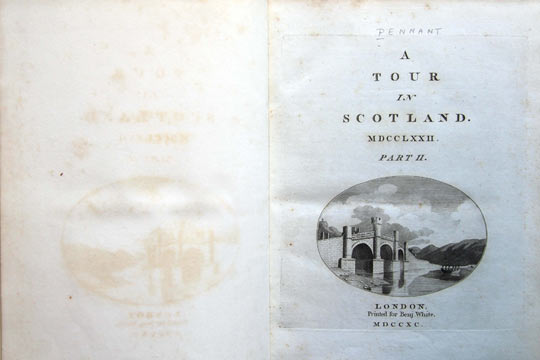 PENNANT
A
TOUR
IN
SCOTLAND.
MDCCLXXII.
PART II.
LONDON,
Printed for Benj. White.
MDCCXC.